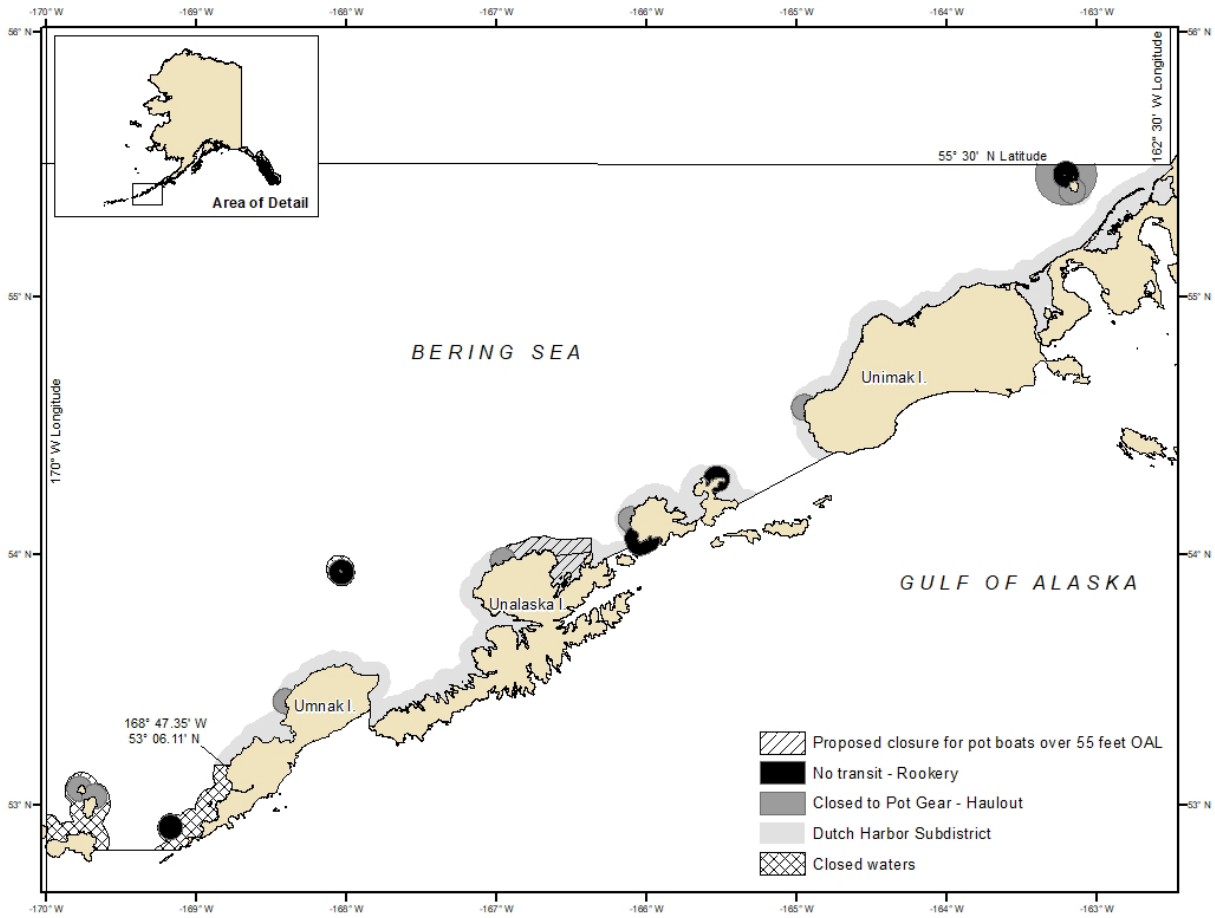 -170° W
-169° W
-168° W
-167° W
-166° W
-165° W
-164° W
-163° W
56° N
56° N
162° 30' W Longitude
55° 30' N Latitude
Area of Detail
55° N
55° N
BERING SEA
Unimak I.
170° W Longitude
54° N
54° N
GULF OF ALASKA
Unalaska I.
Umnak I.
168° 47.35' W
53° 06.11' N
Proposed closure for pot boats over 55 feet OAL
No transit - Rookery
Closed to Pot Gear - Haulout
Dutch Harbor Subdistrict
Closed waters
53° N
53° N
-170° W
-169° W
-168° W
-167° W
-166° W
-165° W
-164° W
-163° W